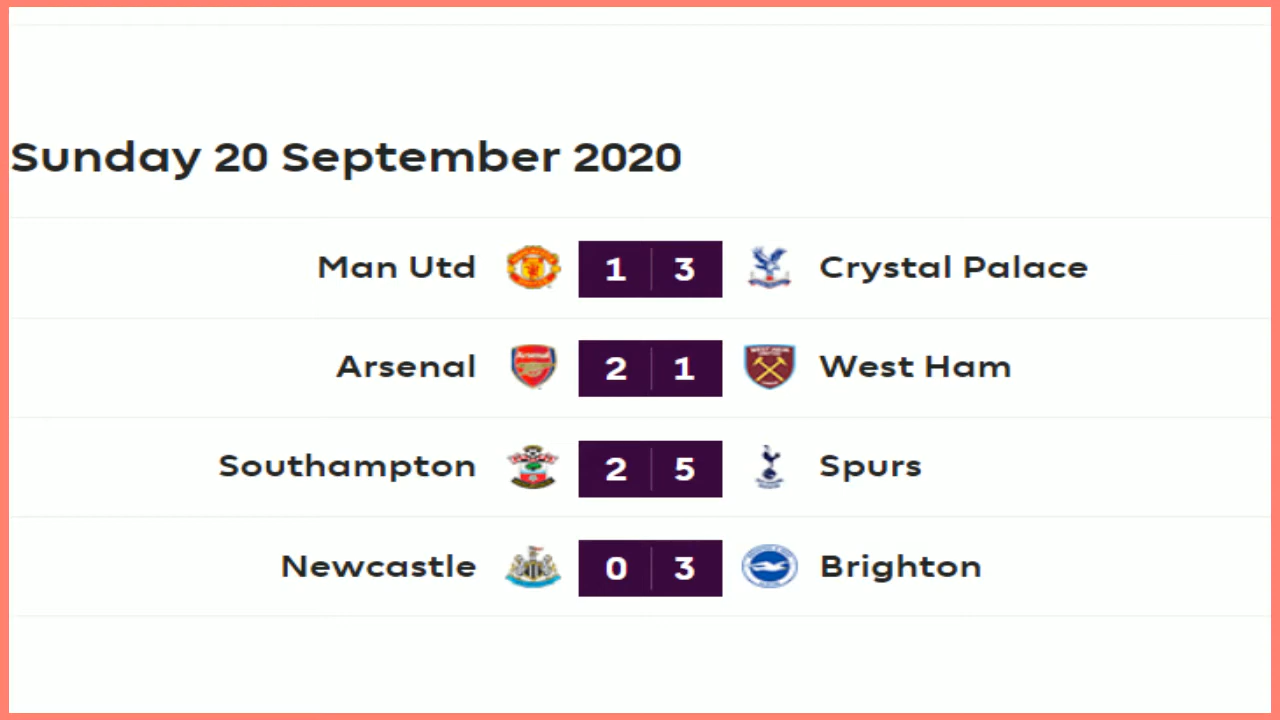 Sunday 20 September 2020
Man Utd 1 3 Crystal Palace
Arsenal 2 1 West Ham
Southampton 2 5 Spurs
Newcastle 0 3 Brighton